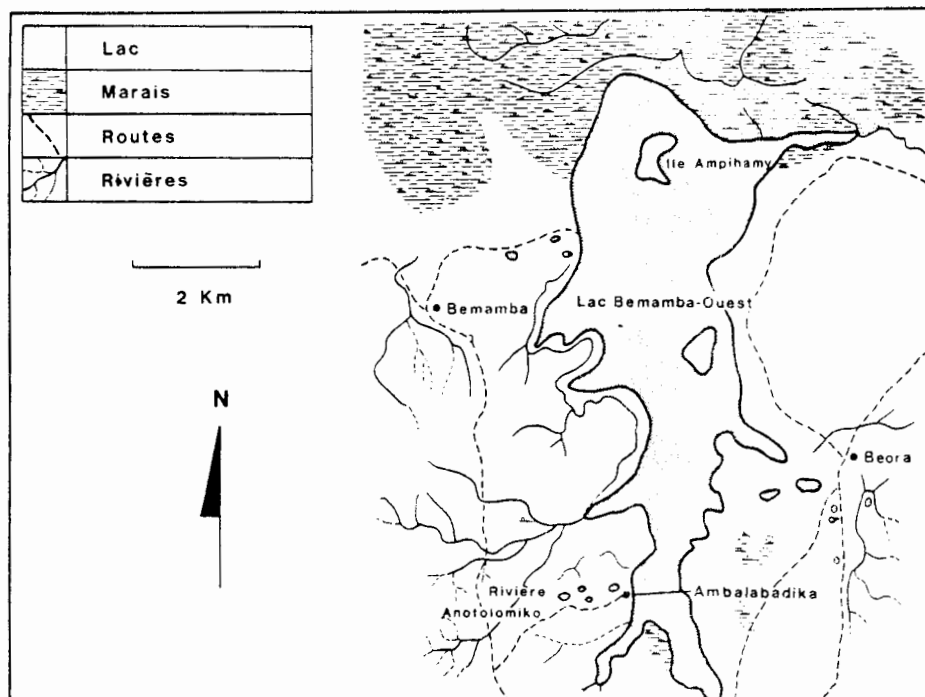 Lac
Marais
Routes
Rivières
2 Km
N
Ile Ampihamy
Bemamba
Lac Bemamba-Ouest
Beora
Rivière
Anotolomiko
Ambalabadika